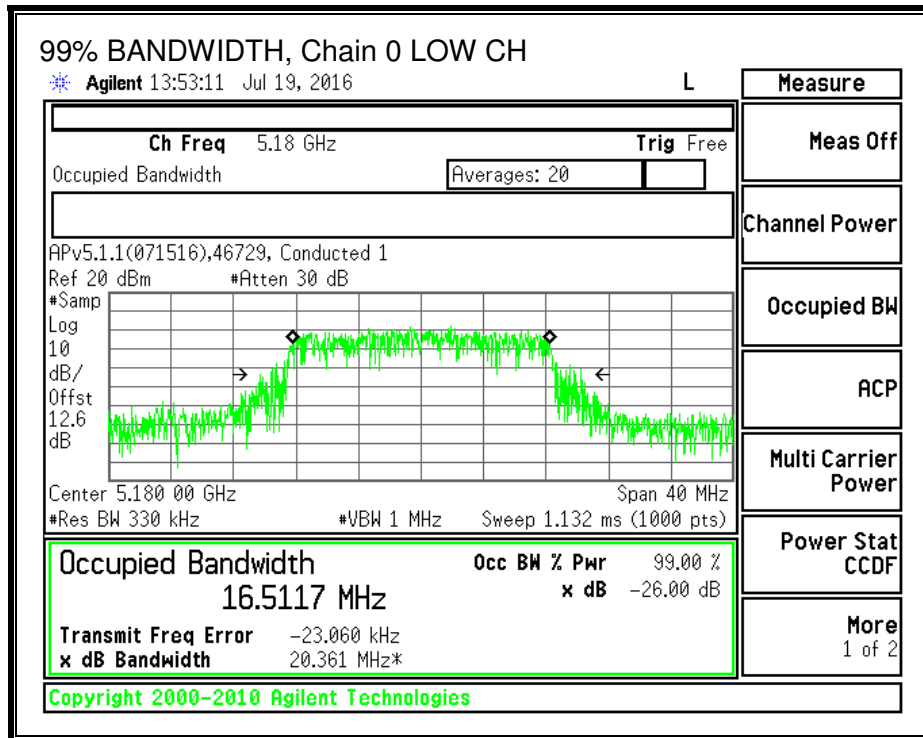 99% BANDWIDTH, Chain 0 LOW CH
Agilent 13:53:11 Jul 19, 2016 L
Measure
Ch Freq 5.18 GHz Trig Free
Meas Off
Occupied Bandwidth Averages: 20
Channel Power
APv5.1.1(071516),46729, Conducted 1
Ref 20 dBm #Atten 30 dB
#Samp
Log
10
dB/
Offst
12.6
dB
Occupied BW
ACP
Multi Carrier
Power
Center 5.180 00 GHz Span 40 MHz
#Res BW 330 kHz #VBW 1 MHz Sweep 1.132 ms (1000 pts)
Occupied Bandwidth Occ BW % Pwr 99.00 %
16.5117 MHz x dB -26.00 dB
Transmit Freq Error -23.060 kHz
x dB Bandwidth 20.361 MHz*
Power Stat
CCDF
More
1 of 2
Copyright 2000-2010 Agilent Technologies